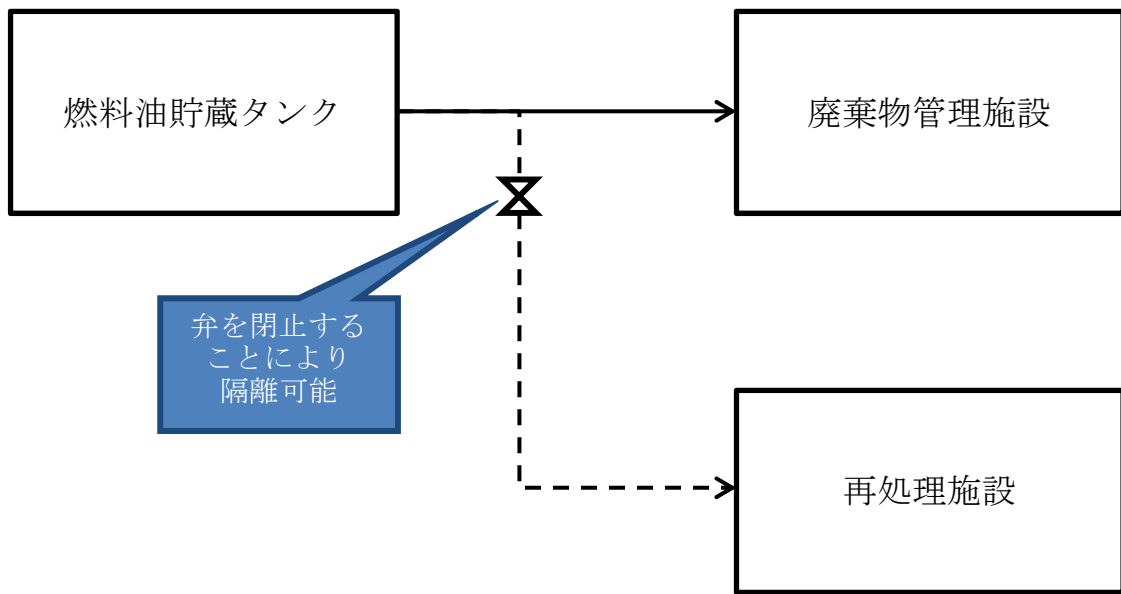 燃料油貯蔵タンク
廃棄物管理施設
弁を閉止する
ことにより
隔離可能
再処理施設